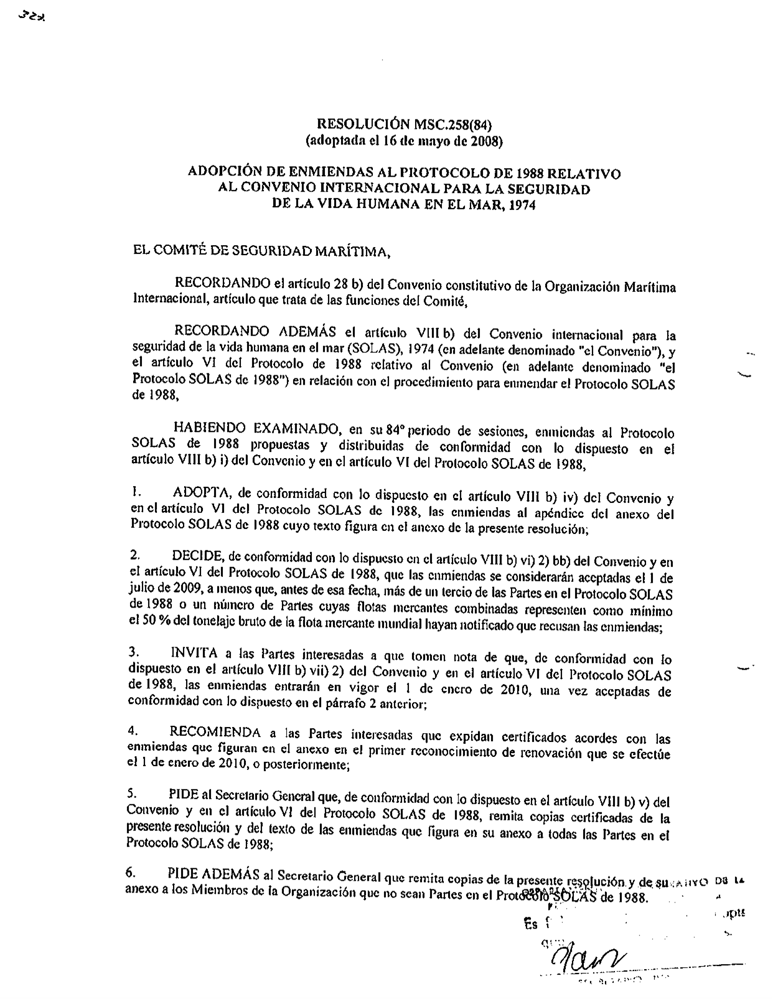 324
RESOLUCIÓN MSC.258(84)
(adoptada el 16 de mayo de 2008)
ADOPCIÓN DE ENMIENDAS AL PROTOCOLO DE 1988 RELATIVO
AL CONVENIO INTERNACIONAL PARA LA SEGURIDAD
DE LA VIDA HUMANA EN EL MAR, 1974
EL COMITÉ DE SEGURIDAD MARÍTIMA,
RECORDANDO el artículo 28 b) del Convenio constitutivo de la Organización Marítima
Internacional, artículo que trata de las funciones del Comité,
RECORDANDO ADEMÁS el artículo VIII b) del Convenio internacional para la
seguridad de la vida humana en el mar (SOLAS), 1974 (en adelante denominado "el Convenio"), y
el artículo VI del Protocolo de 1988 relativo al Convenio (en adelante denominado "el
Protocolo SOLAS de 1988") en relación con el procedimiento para enmendar el Protocolo SOLAS
de 1988,
HABIENDO EXAMINADO, en su 84º periodo de sesiones, enmiendas al Protocolo
SOLAS de 1988 propuestas y distribuidas de conformidad con lo dispuesto en el
artículo VIII b) i) del Convenio y en el artículo VI del Protocolo SOLAS de 1988,
1. ADOPTA, de conformidad con lo dispuesto en el artículo VIII b) iv) del Convenio y
en el artículo VI del Protocolo SOLAS de 1988, las enmiendas al apéndice del anexo del
Protocolo SOLAS de 1988 cuyo texto figura en el anexo de la presente resolución;
2. DECIDE, de conformidad con lo dispuesto en el artículo VIII b) vi) 2) bb) del Convenio y en
el artículo VI del Protocolo SOLAS de 1988, que las enmiendas se considerarán aceptadas el 1 de
julio de 2009, a menos que, antes de esa fecha, más de un tercio de las Partes en el Protocolo SOLAS
de 1988 o un número de Partes cuyas flotas mercantes combinadas representen como mínimo
el 50 % del tonelaje bruto de la flota mercante mundial hayan notificado que recusan las enmiendas;
3. INVITA a las Partes interesadas a que tomen nota de que, de conformidad con lo
dispuesto en el artículo VIII b) vii) 2) del Convenio y en el artículo VI del Protocolo SOLAS
de 1988, las enmiendas entrarán en vigor el 1 de enero de 2010, una vez aceptadas de
conformidad con lo dispuesto en el párrafo 2 anterior;
4. RECOMIENDA a las Partes interesadas que expidan certificados acordes con las
enmiendas que figuran en el anexo en el primer reconocimiento de renovación que se efectúe
el 1 de enero de 2010, o posteriormente;
5. PIDE al Secretario General que, de conformidad con lo dispuesto en el artículo VIII b) v) del
Convenio y en el artículo VI del Protocolo SOLAS de 1988, remita copias certificadas de la
presente resolución y del texto de las enmiendas que figura en su anexo a todas las Partes en el
Protocolo SOLAS de 1988;
6. PIDE ADEMÁS al Secretario General que remita copias de la presente resolución y de su
anexo a los Miembros de la Organización que no sean Partes en el Protocolo SOLAS de 1988.
DE LA
Es